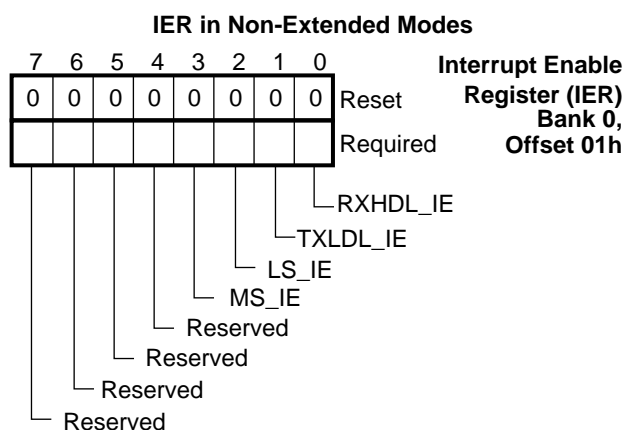 IER in Non-Extended Modes
7 6 5 4 3 2 1 0
Interrupt Enable
0 0 0 0 0 0 0 0 Reset
Register (IER)
Bank 0,
Required
Offset 01h
RXHDL_IE
TXLDL_IE
LS_IE
MS_IE
Reserved
Reserved
Reserved
Reserved